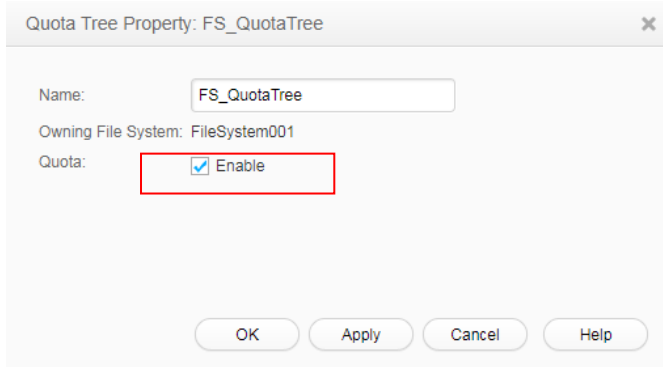 Quota Tree Property: FS_QuotaTree
Name: FS_QuotaTree
Owning File System: FileSystem001
Quota: Enable
OK Apply Cancel Help